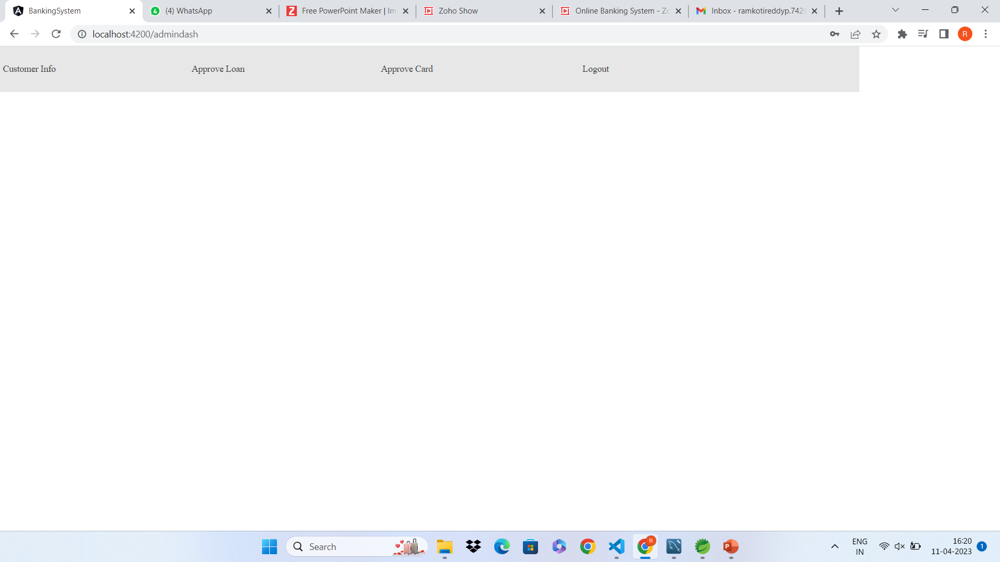 BankingSystem
(4) WhatsApp
Free PowerPoint Maker | Im
Zoho Show
Online Banking System - Zo
Inbox - ramkotireddyp.742
localhost:4200/admindash
R
Customer Info
Approve Loan
Approve Card
Logout
Search
R
ENG
IN
16:20
11-04-2023
1